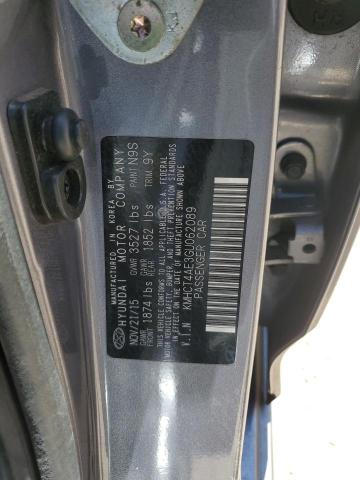 MANUFACTURED IN KOREA BY
HYUNDAI MOTOR COMPANY
NOV/21/15 GVWR 3527 lbs PAINT N9S
GAWR FRONT 1874 lbs GAWR REAR 1852 lbs TRIM 9Y
THIS VEHICLE CONFORMS TO ALL APPLICABLE U.S.A. FEDERAL
MOTOR VEHICLE SAFETY, BUMPER, AND THEFT PREVENTION
STANDARDS IN EFFECT ON THE DATE OF MANUFACTURE
SHOWN ABOVE.
V.I.N KMHCT4AE3GU062089
PASSENGER CAR